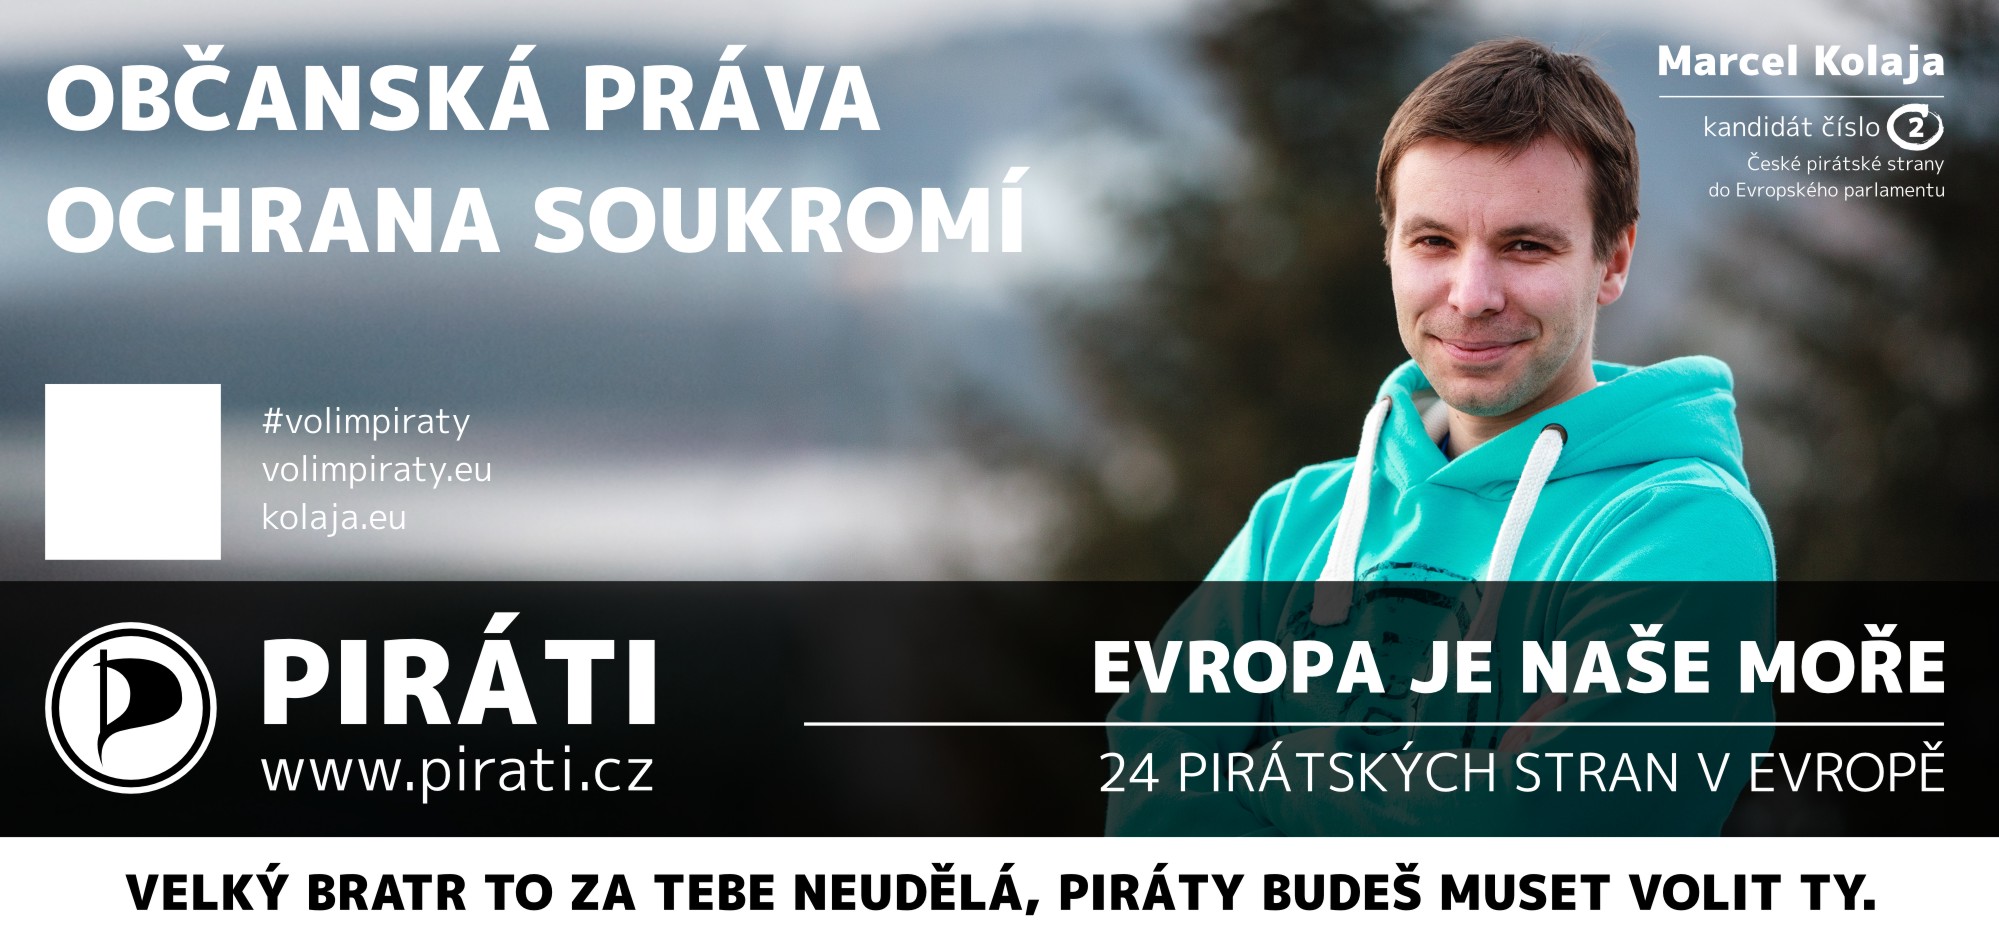 OBČANSKÁ PRÁVA
OCHRANA SOUKROMÍ
Marcel Kolaja
kandidát číslo 2
České pirátské strany
do Evropského parlamentu
#volimpiraty
volimpiraty.eu
kolaja.eu
PIRÁTI
www.pirati.cz
EVROPA JE NAŠE MOŘE
24 PIRÁTSKÝCH STRAN V EVROPĚ
VELKÝ BRATR TO ZA TEBE NEUDĚLÁ, PIRÁTY BUDEŠ MUSET VOLIT TY.